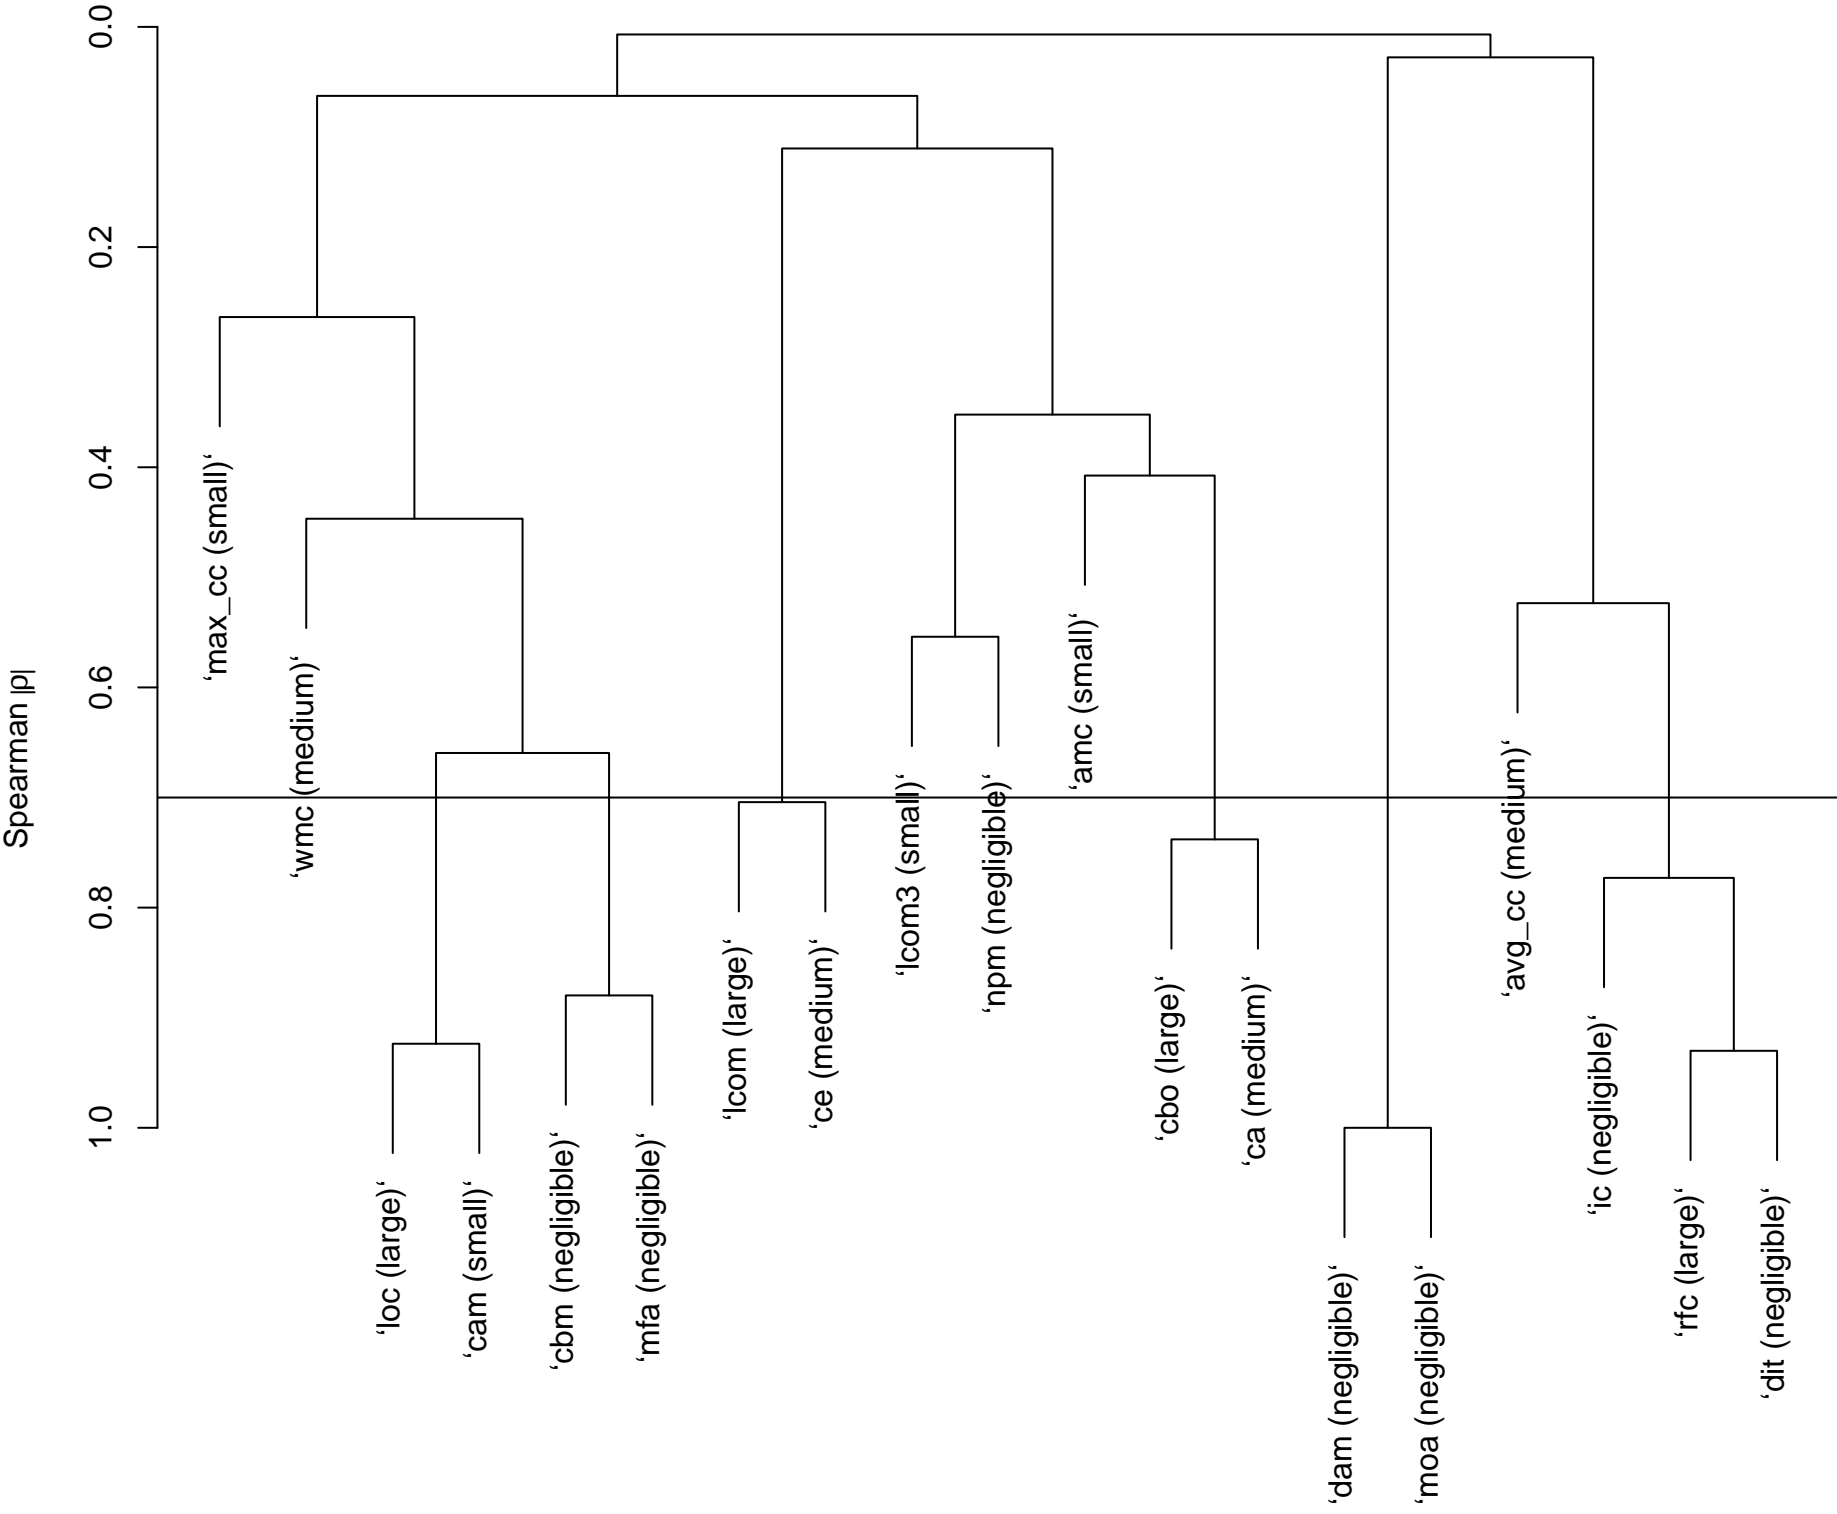 Spearman |ρ|
0.0
0.2
0.4
0.6
0.8
1.0
‘max_cc (small)‘
‘wmc (medium)‘
‘loc (large)‘
‘cam (small)‘
‘cbm (negligible)‘
‘mfa (negligible)‘
‘lcom (large)‘
‘ce (medium)‘
‘lcom3 (small)‘
‘npm (negligible)‘
‘amc (small)‘
‘cbo (large)‘
‘ca (medium)‘
‘dam (negligible)‘
‘moa (negligible)‘
‘avg_cc (medium)‘
‘ic (negligible)‘
‘rfc (large)‘
‘dit (negligible)‘